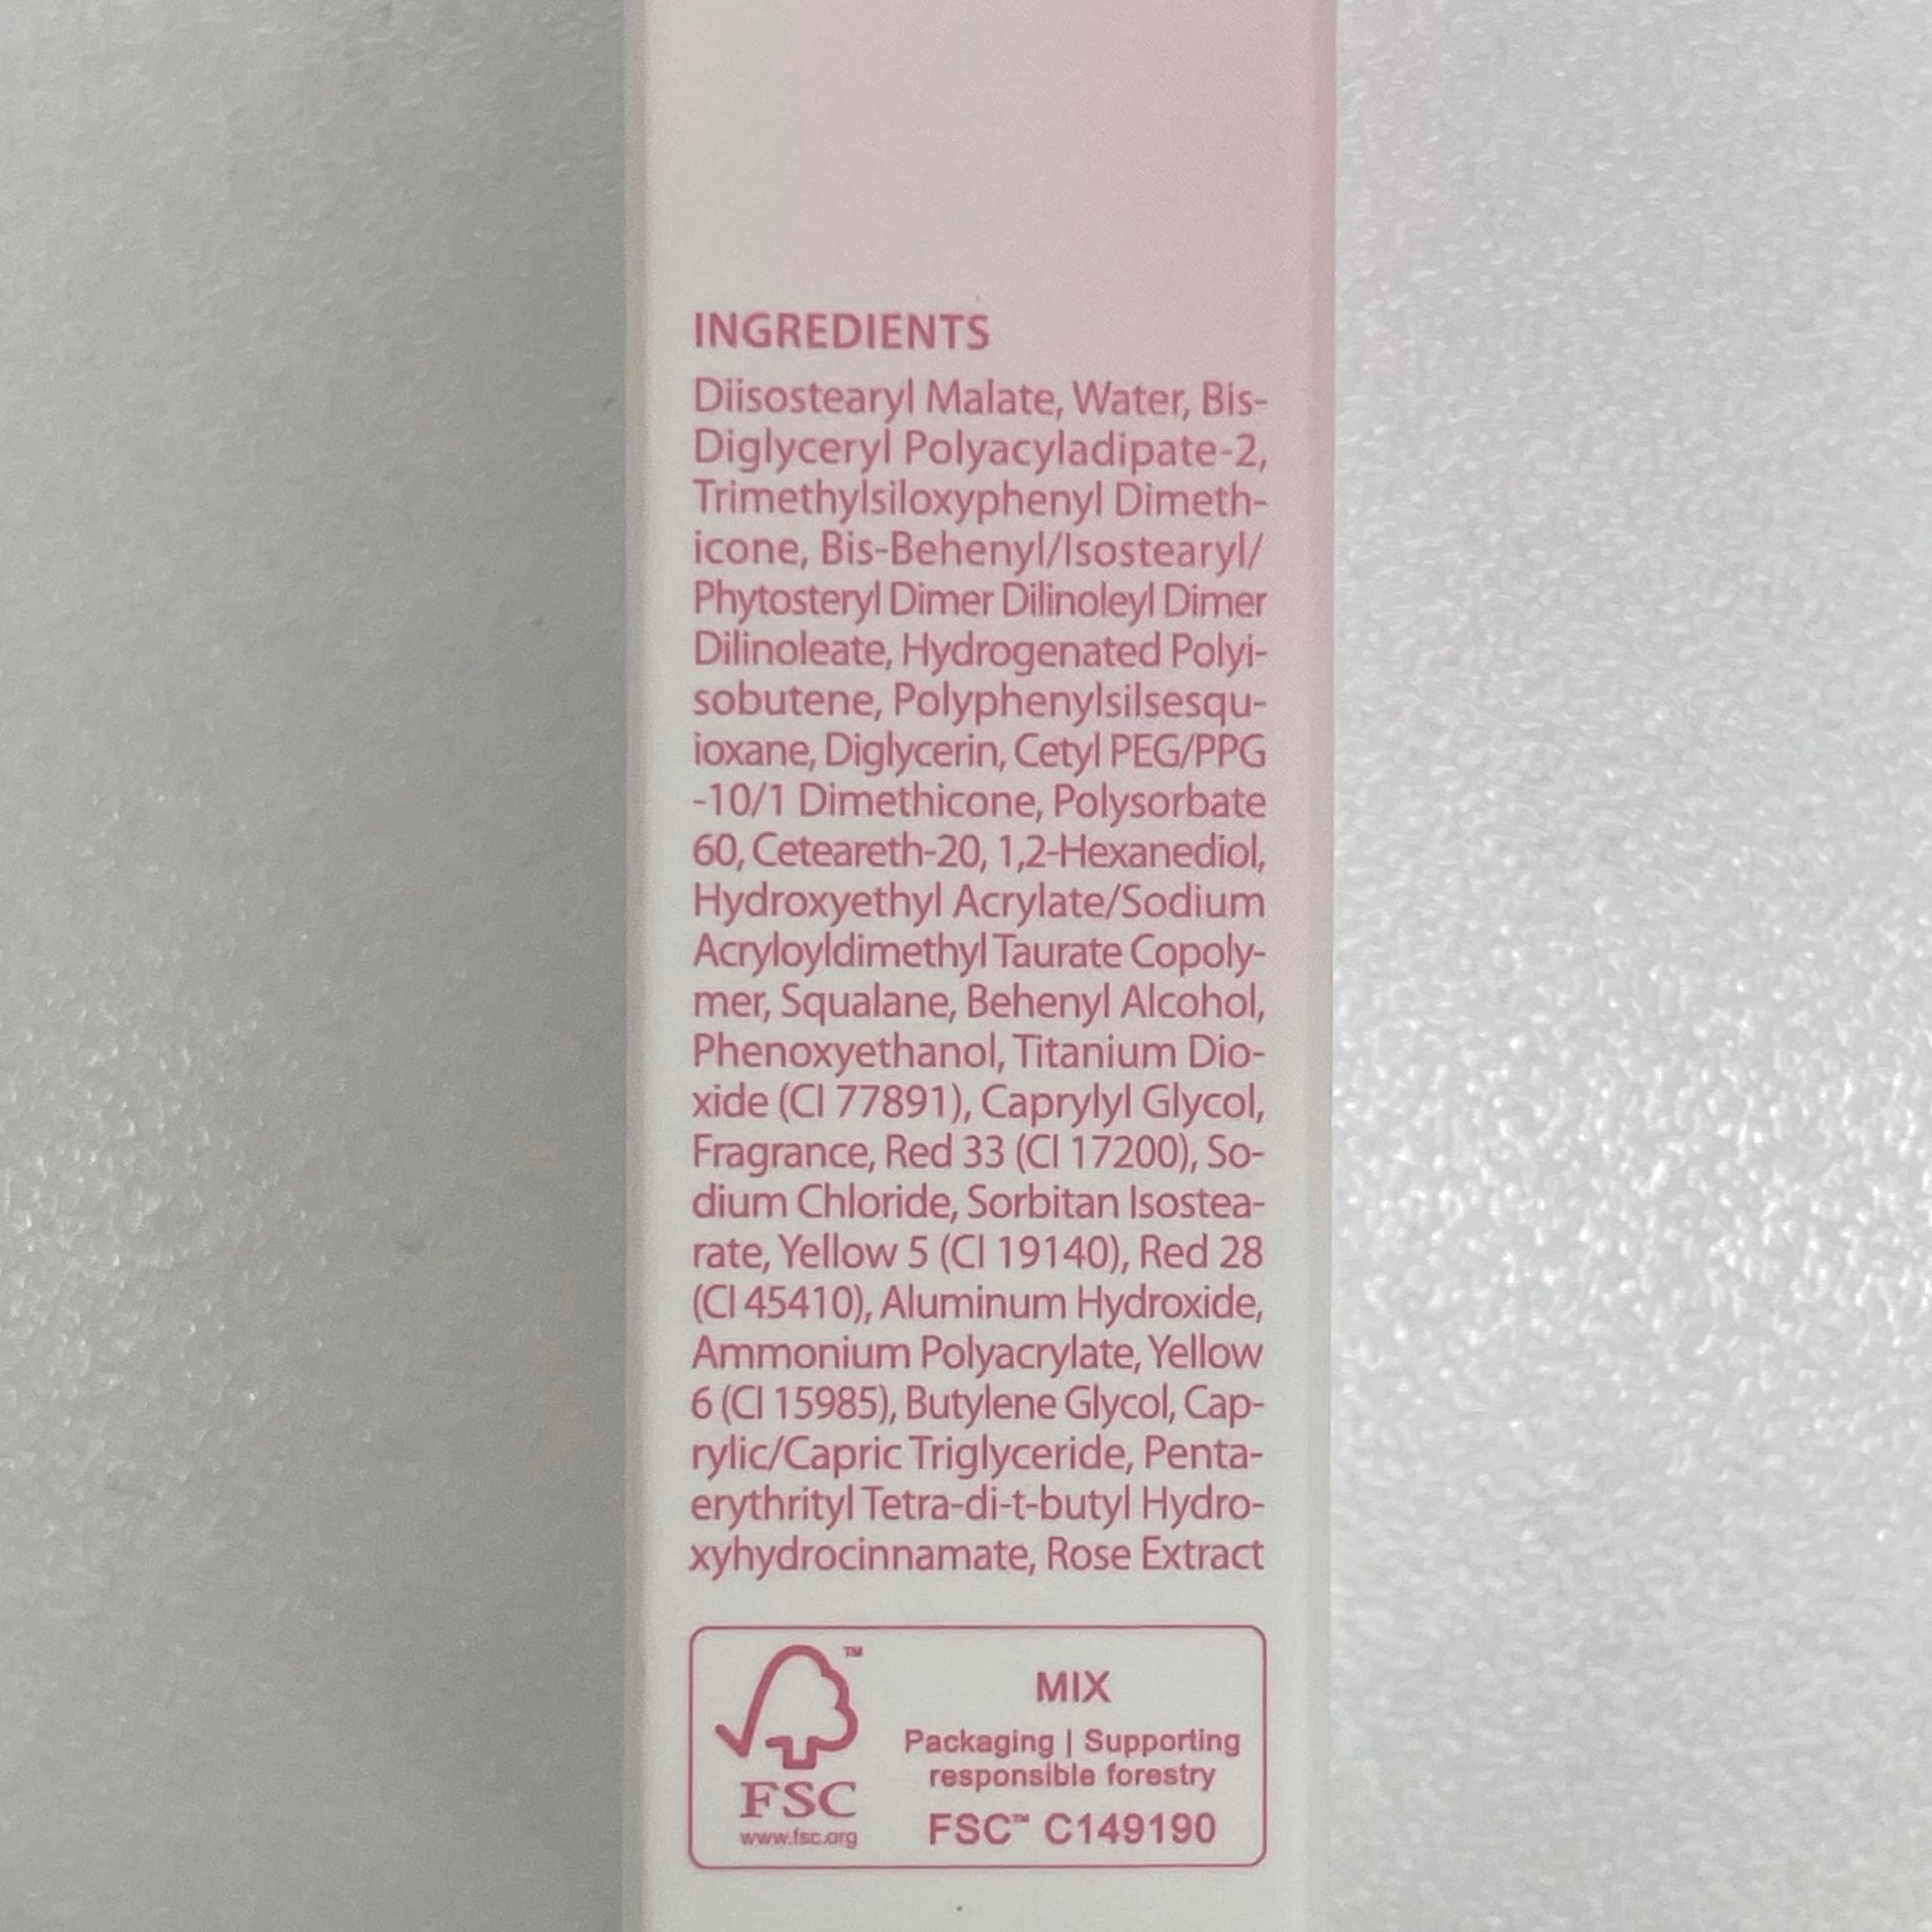 INGREDIENTS
Diisostearyl Malate, Water, Bis-
Diglyceryl Polyacyladipate-2,
Trimethylsiloxyphenyl Dimeth-
icone, Bis-Behenyl/Isostearyl/
Phytosteryl Dimer Dilinoleyl Dimer
Dilinoleate, Hydrogenated Polyi-
sobutene, Polyphenylsilsesqu-
ioxane, Diglycerin, Cetyl PEG/PPG
-10/1 Dimethicone, Polysorbate
60, Ceteareth-20, 1,2-Hexanediol,
Hydroxyethyl Acrylate/Sodium
Acryloyldimethyl Taurate Copoly-
mer, Squalane, Behenyl Alcohol,
Phenoxyethanol, Titanium Dio-
xide (CI 77891), Caprylyl Glycol,
Fragrance, Red 33 (CI 17200), So-
dium Chloride, Sorbitan Isostea-
rate, Yellow 5 (CI 19140), Red 28
(CI 45410), Aluminum Hydroxide,
Ammonium Polyacrylate, Yellow
6 (CI 15985), Butylene Glycol, Cap-
rylic/Capric Triglyceride, Penta-
erythrityl Tetra-di-t-butyl Hydro-
xyhydrocinnamate, Rose Extract
TM
FSC
www.fsc.org
MIX
Packaging | Supporting
responsible forestry
FSC™ C149190